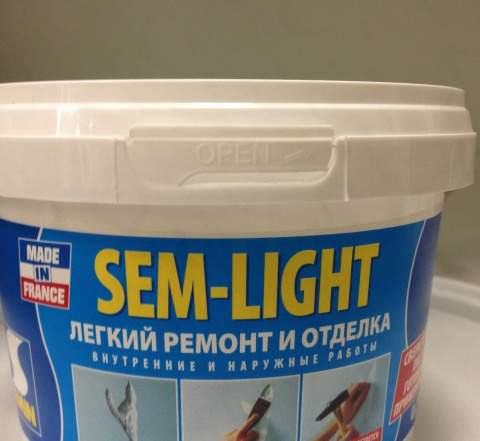 OPEN
MADE
IN
FRANCE
SEM-LIGHT
ЛЕГКИЙ РЕМОНТ И ОТДЕЛКА
ВНУТРЕННИЕ И НАРУЖНЫЕ РАБОТЫ